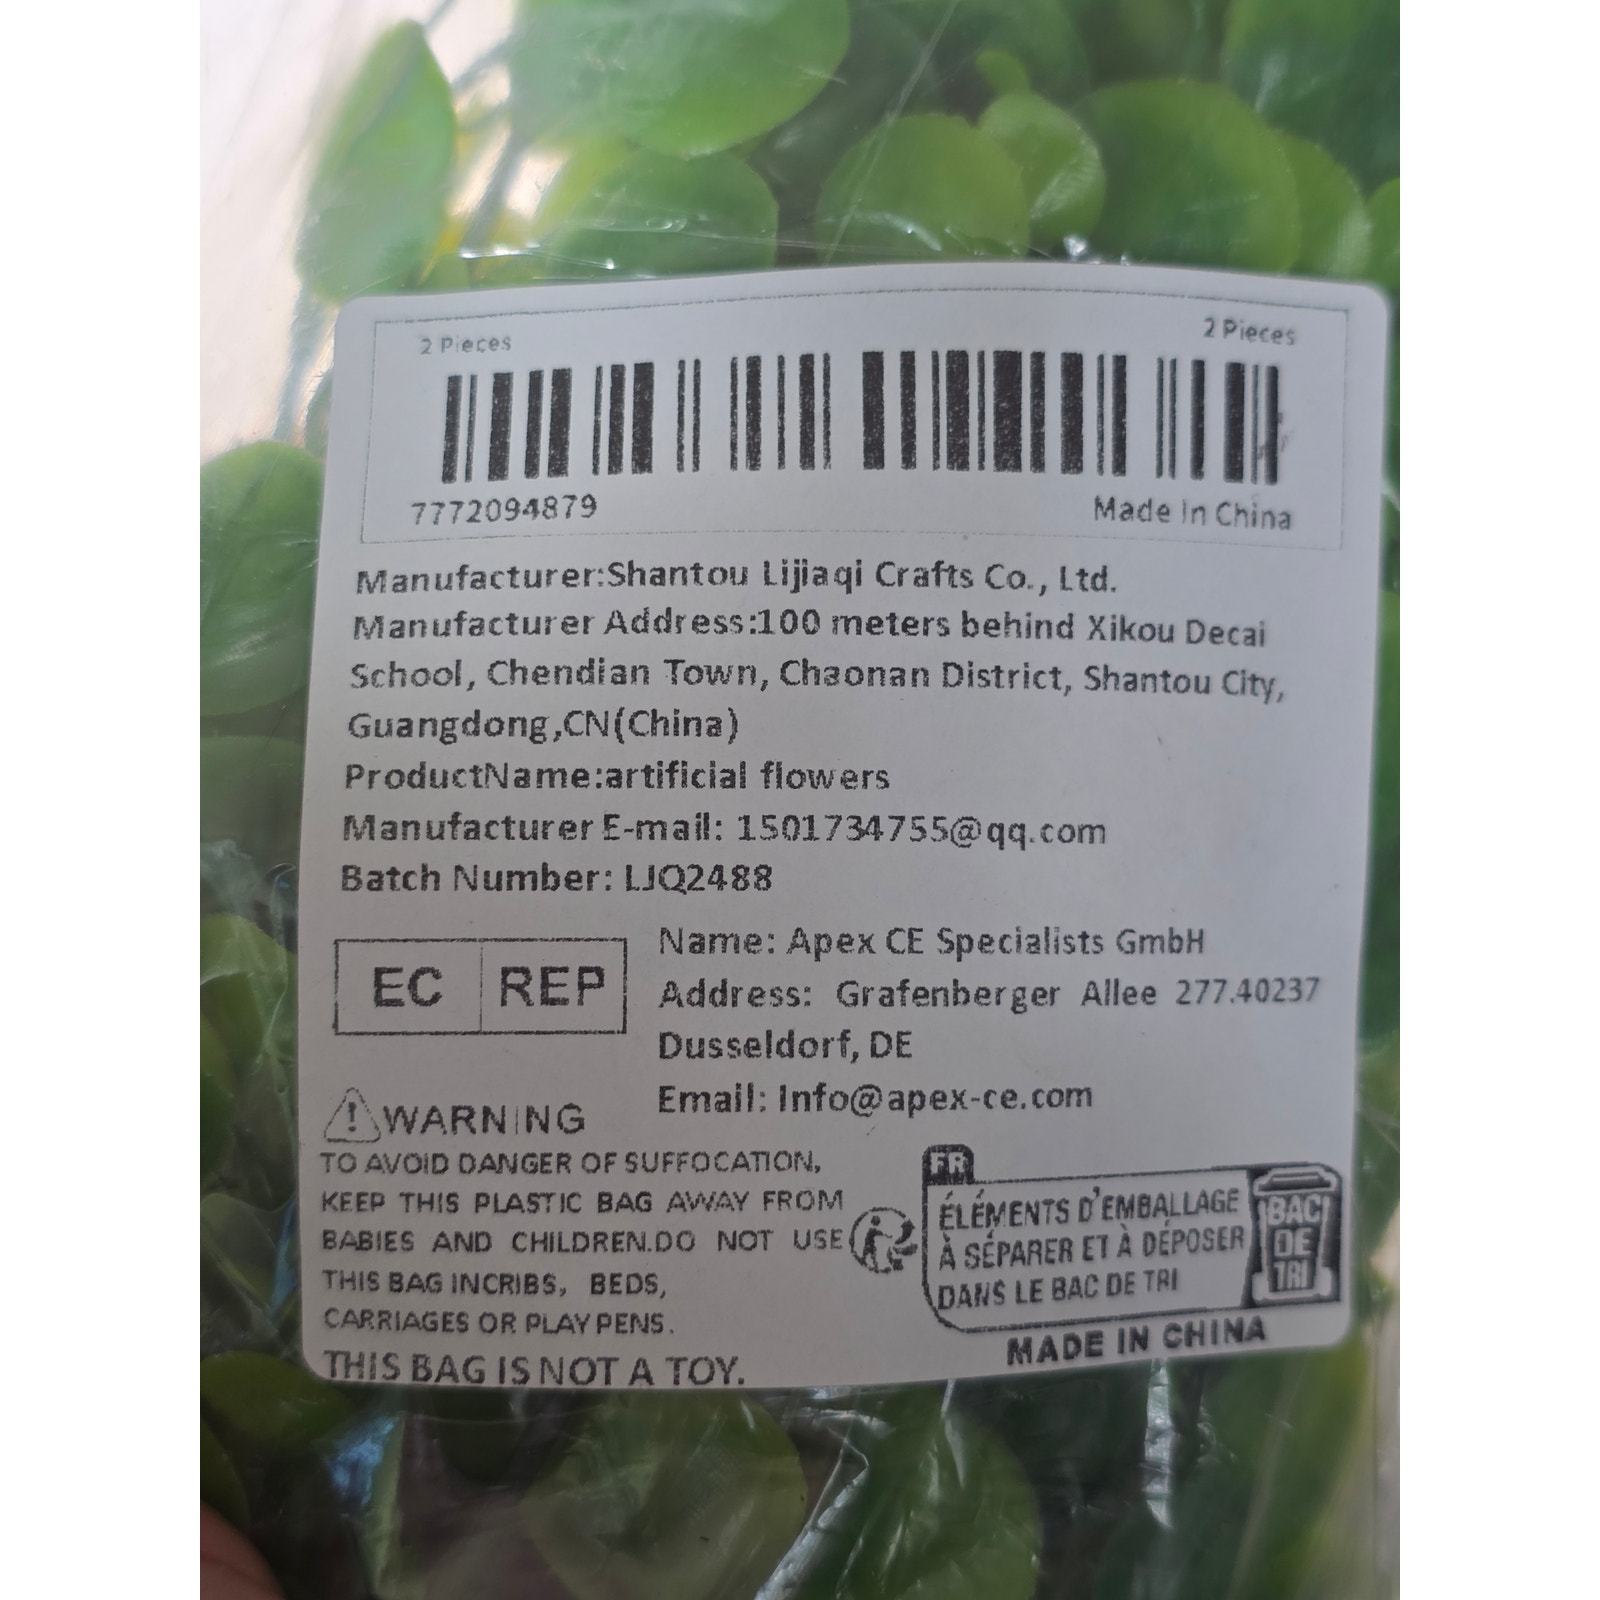 2 Pieces
2 Pieces
7772094879
Made In China
Manufacturer:Shantou Lijiaqi Crafts Co., Ltd.
Manufacturer Address:100 meters behind Xikou Decai
School, Chendian Town, Chaonan District, Shantou City,
Guangdong,CN(China)
ProductName:artificial flowers
Manufacturer E-mail: 1501734755@qq.com
Batch Number: LJQ2488
EC REP
Name: Apex CE Specialists GmbH
Address: Grafenberger Allee 277.40237
Dusseldorf, DE
Email: Info@apex-ce.com
WARNING
TO AVOID DANGER OF SUFFOCATION,
KEEP THIS PLASTIC BAG AWAY FROM
BABIES AND CHILDREN.DO NOT USE
THIS BAG INCRIBS, BEDS,
CARRIAGES OR PLAY PENS.
THIS BAG IS NOT A TOY.
FR
ÉLÉMENTS D'EMBALLAGE
À SÉPARER ET À DÉPOSER
DANS LE BAC DE TRI
BAC
DE
TRI
MADE IN CHINA